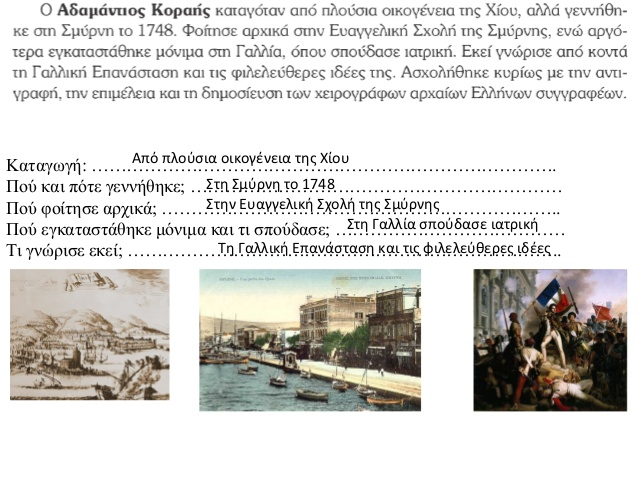 Ο Αδαμάντιος Κοραής καταγόταν από πλούσια οικογένεια της Χίου, αλλά γεννήθη-
κε στη Σμύρνη το 1748. Φοίτησε αρχικά στην Ευαγγελική Σχολή της Σμύρνης, ενώ αργό-
τερα εγκαταστάθηκε μόνιμα στη Γαλλία, όπου σπούδασε ιατρική. Εκεί γνώρισε από κοντά
τη Γαλλική Επανάσταση και τις φιλελεύθερες ιδέες της. Ασχολήθηκε κυρίως με την αντι-
γραφή, την επιμέλεια και τη δημοσίευση των χειρογράφων αρχαίων Ελλήνων συγγραφέων.
Καταγωγή: Από πλούσια οικογένεια της Χίου
Πού και πότε γεννήθηκε; Στη Σμύρνη το 1748
Πού φοίτησε αρχικά; Στην Ευαγγελική Σχολή της Σμύρνης
Πού εγκαταστάθηκε μόνιμα και τι σπούδασε; Στη Γαλλία σπούδασε ιατρική
Τι γνώρισε εκεί; Τη Γαλλική Επανάσταση και τις φιλελεύθερες ιδέες